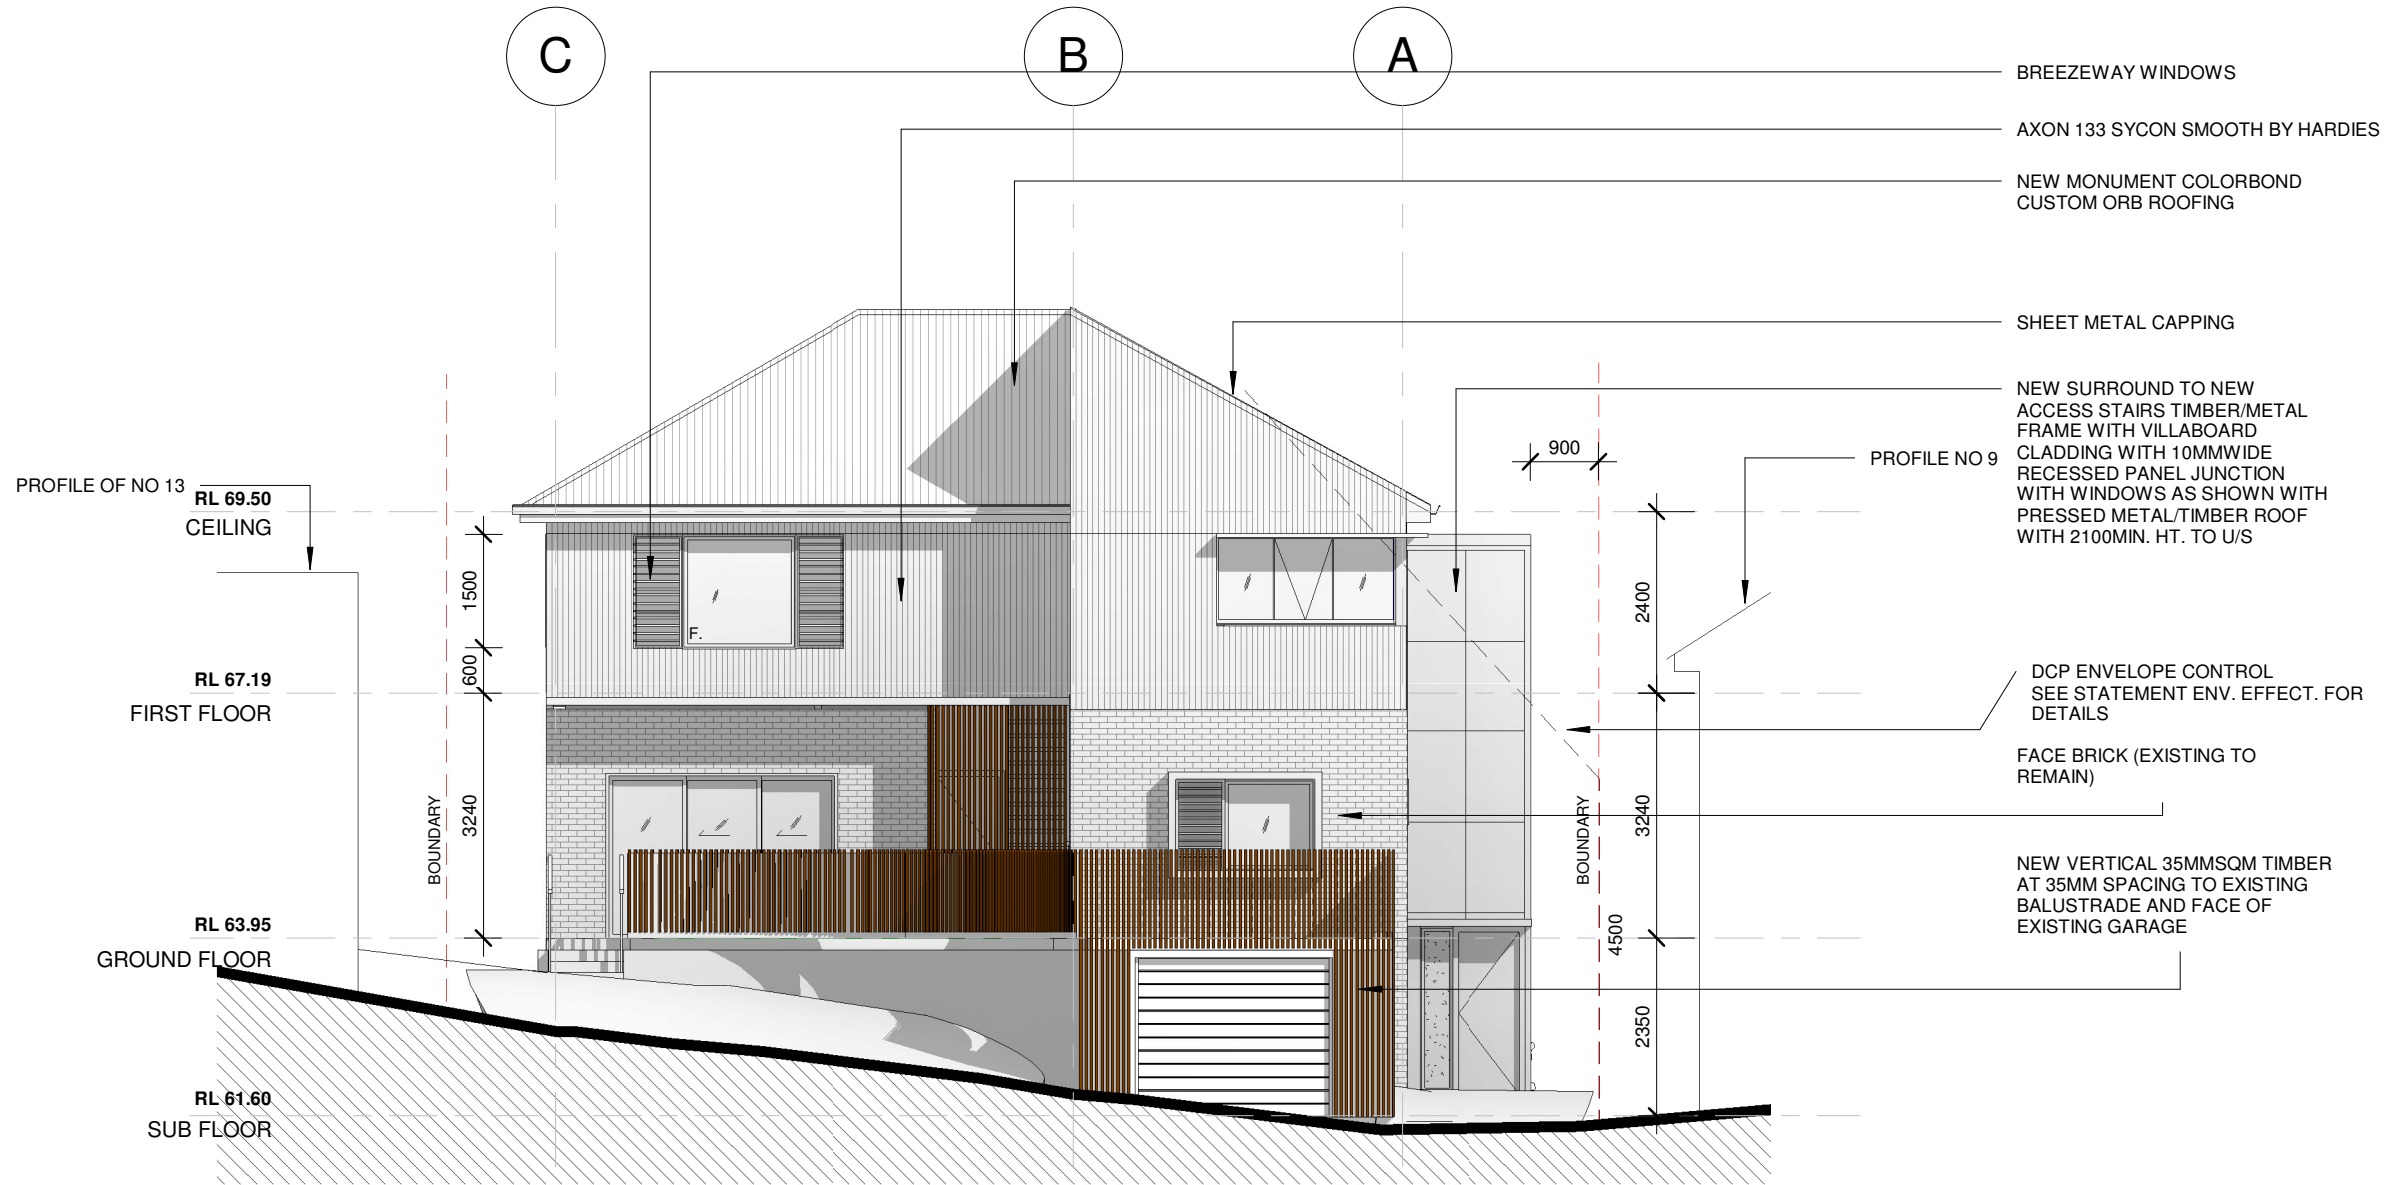 C
B
A
BREEZEWAY WINDOWS
AXON 133 SYCON SMOOTH BY HARDIES
NEW MONUMENT COLORBOND
CUSTOM ORB ROOFING
SHEET METAL CAPPING
NEW SURROUND TO NEW
ACCESS STAIRS TIMBER/METAL
FRAME WITH VILLABOARD
CLADDING WITH 10MMWIDE
RECESSED PANEL JUNCTION
WITH WINDOWS AS SHOWN WITH
PRESSED METAL/TIMBER ROOF
WITH 2100MIN. HT. TO U/S
900
PROFILE NO 9
PROFILE OF NO 13
RL 69.50
CEILING
1500
600
F.
2400
RL 67.19
FIRST FLOOR
DCP ENVELOPE CONTROL
SEE STATEMENT ENV. EFFECT. FOR
DETAILS
FACE BRICK (EXISTING TO
REMAIN)
BOUNDARY
3240
BOUNDARY
3240
NEW VERTICAL 35MMSQM TIMBER
AT 35MM SPACING TO EXISTING
BALUSTRADE AND FACE OF
EXISTING GARAGE
RL 63.95
GROUND FLOOR
4500
2350
RL 61.60
SUB FLOOR